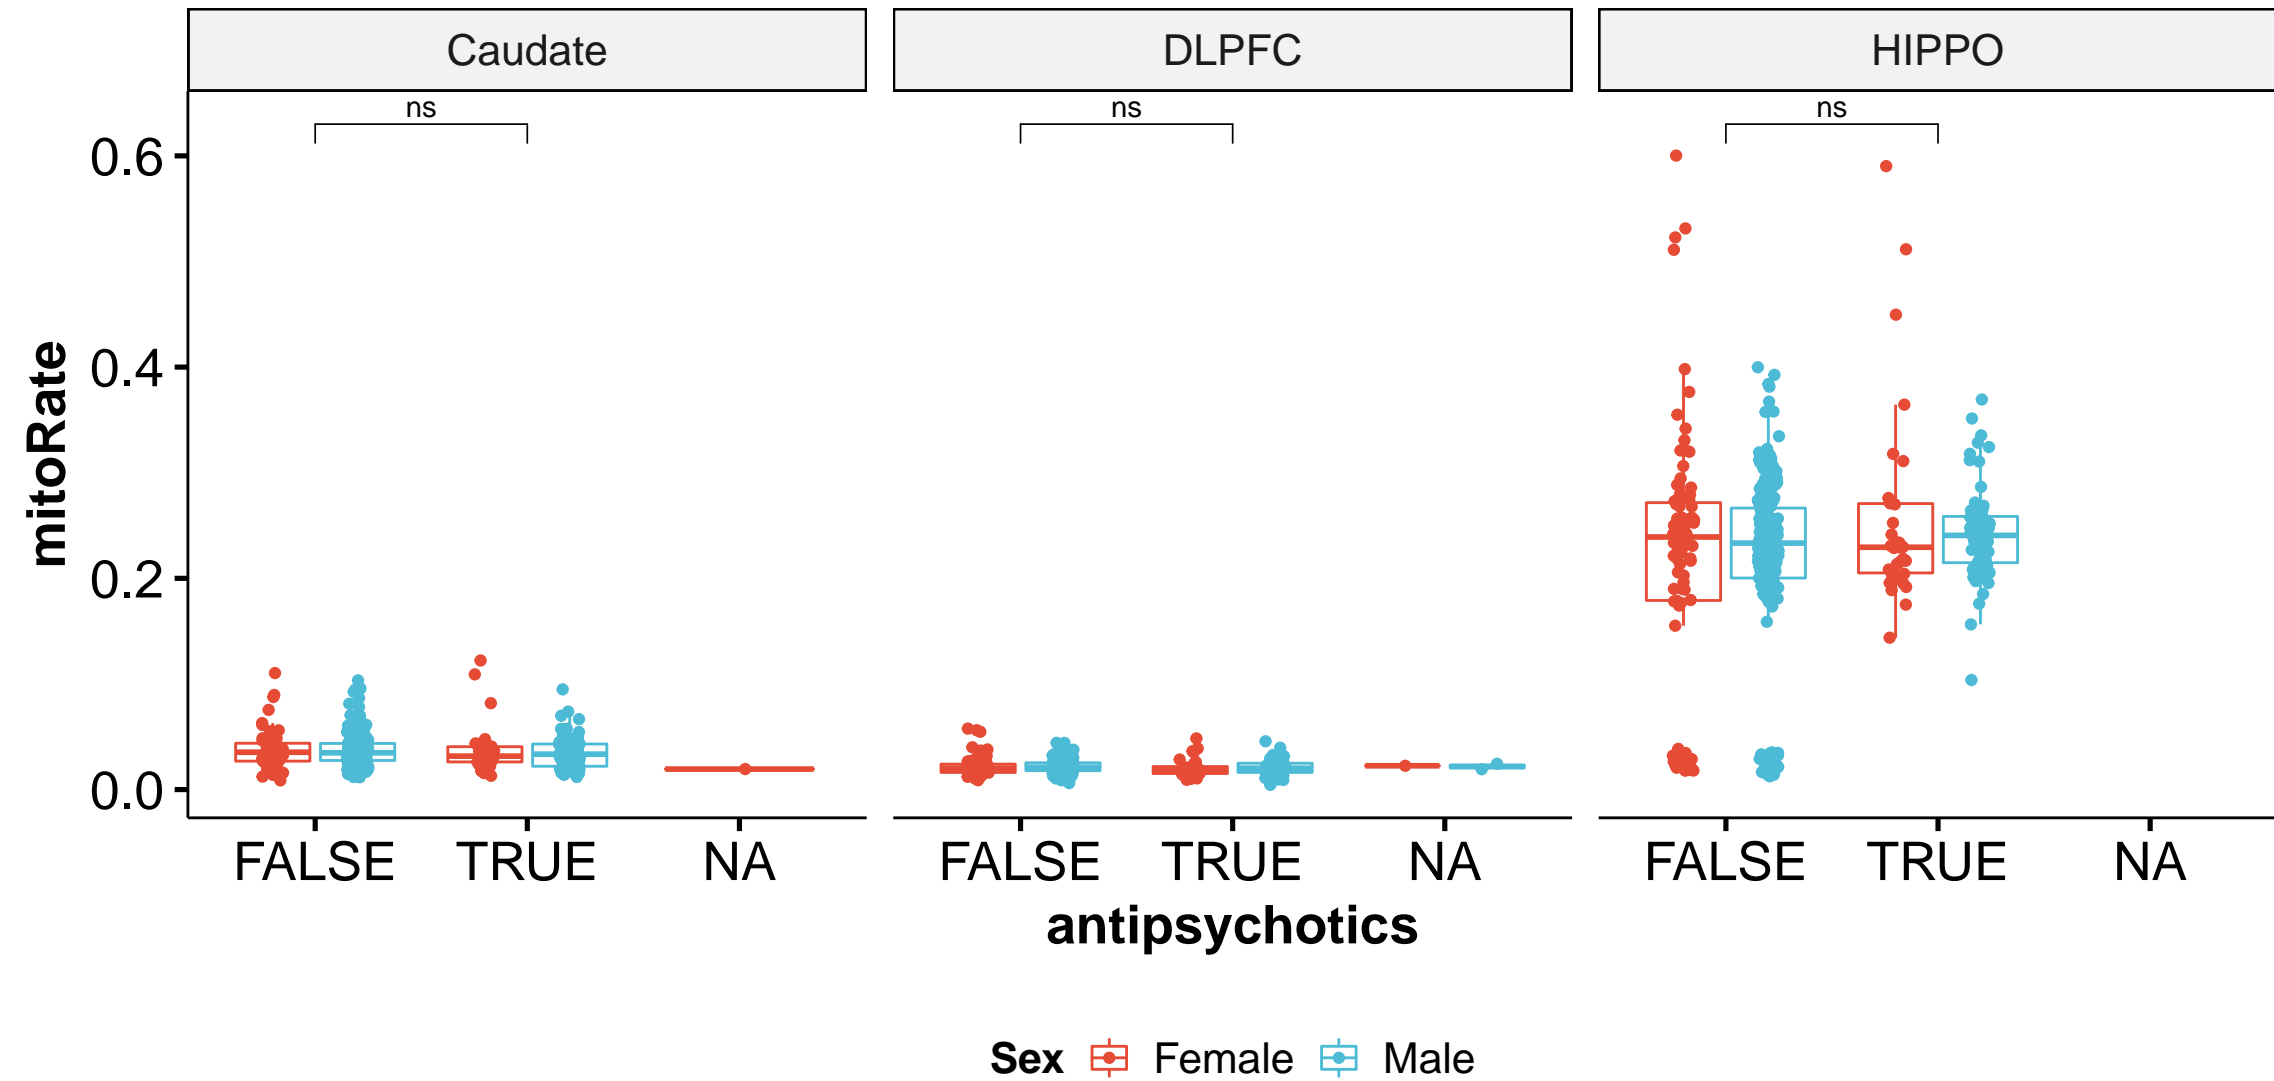 Caudate DLPFC HIPPO
ns ns ns
0.6
0.4
0.2
0.0
mitoRate
FALSE TRUE NA FALSE TRUE NA FALSE TRUE NA
antipsychotics
Sex Female Male